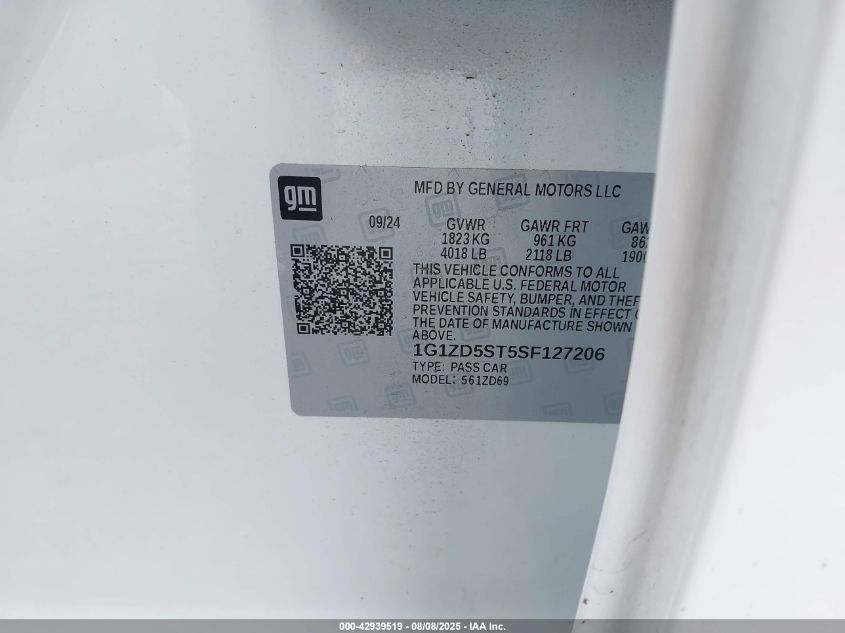 gm
MFD BY GENERAL MOTORS LLC
09/24 GVWR GAWR FRT
1823 KG 961 KG
4018 LB 2118 LB
THIS VEHICLE CONFORMS TO ALL
APPLICABLE U.S. FEDERAL MOTOR
VEHICLE SAFETY, BUMPER, AND
PREVENTION STANDARDS IN EFFECT
THE DATE OF MANUFACTURE SHOWN
ABOVE.
1G1ZD5ST5SF127206
TYPE: PASS CAR
MODEL: 561ZD69
000-42939519 - 08/08/2025 - IAA Inc.